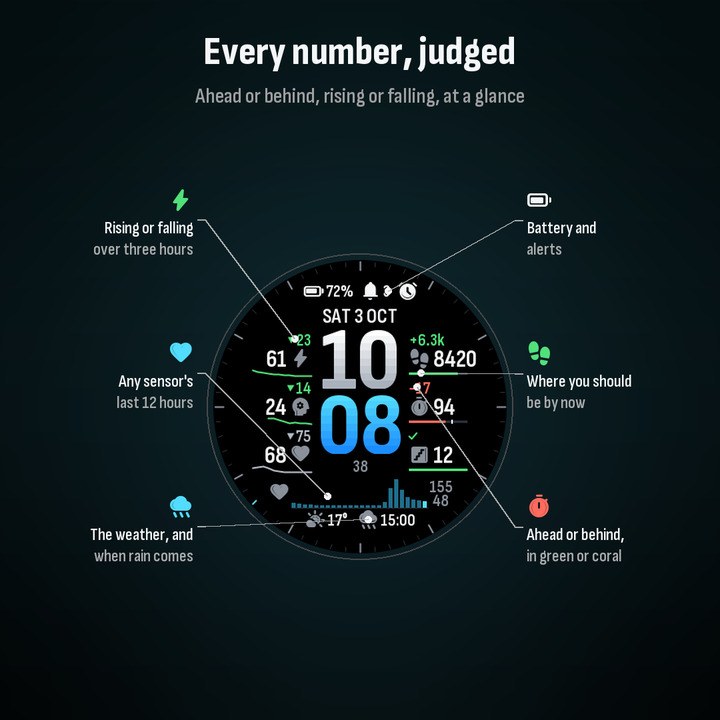 Every number, judged
Ahead or behind, rising or falling, at a glance
Rising or falling
over three hours
Battery and
alerts
Any sensor's
last 12 hours
Where you should
be by now
The weather, and
when rain comes
Ahead or behind,
in green or coral
72%
SAT 3 OCT
10
08
38
▼23
61
▼14
24
▼75
68
+6.3k
8420
94
✓
12
155
48
17°
15:00